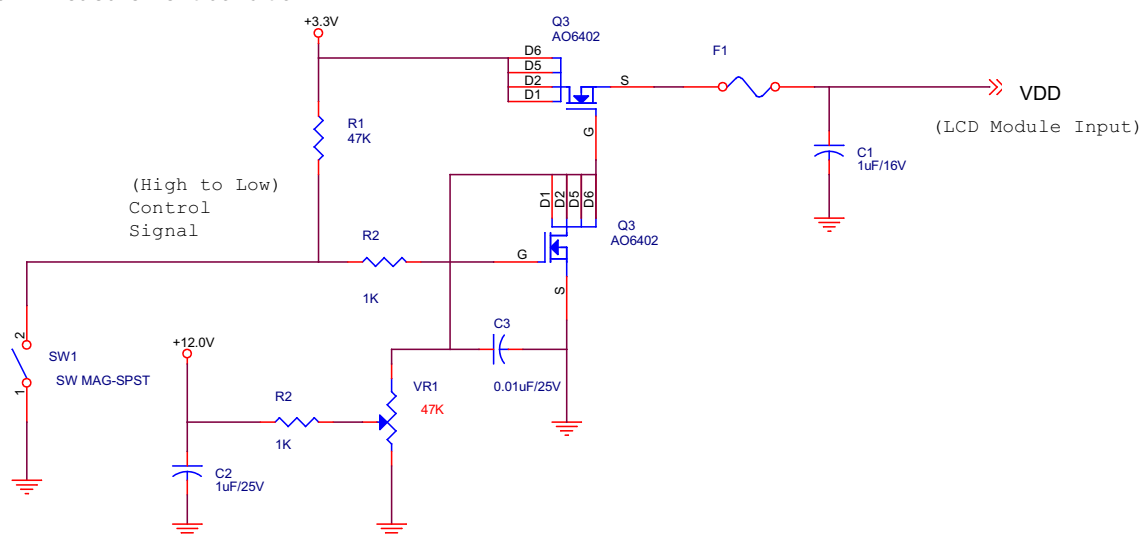 +3.3V
Q3
AO6402
D6
D5
D2
D1
S
G
F1
VDD
(LCD Module Input)
R1
47K
C1
1uF/16V
(High to Low)
Control
Signal
D1
D2
D5
D6
Q3
AO6402
R2
1K
G
S
2
SW1
SW MAG-SPST
1
+12.0V
C3
0.01uF/25V
VR1
47K
R2
1K
C2
1uF/25V